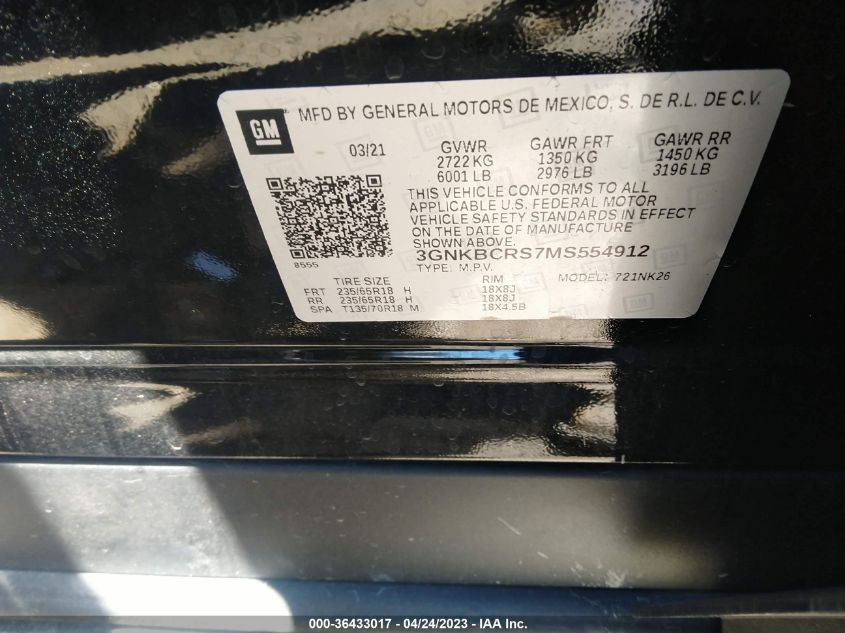 GM
MFD BY GENERAL MOTORS DE MEXICO, S. DE R.L. DE C.V.
03/21 GVWR GAWR FRT GAWR RR
2722 KG 1350 KG 1450 KG
6001 LB 2976 LB 3196 LB
THIS VEHICLE CONFORMS TO ALL
APPLICABLE U.S. FEDERAL MOTOR
VEHICLE SAFETY STANDARDS IN EFFECT
ON THE DATE OF MANUFACTURE
SHOWN ABOVE.
8555
3GNKBCRS7MS554912
TYPE: M.P.V. MODEL: 721NK26
TIRE SIZE RIM
FRT 235/65R18 H 18X8J
RR 235/65R18 H 18X8J
SPA T135/70R18 M 18X4.5B
000-36433017 - 04/24/2023 - IAA Inc.